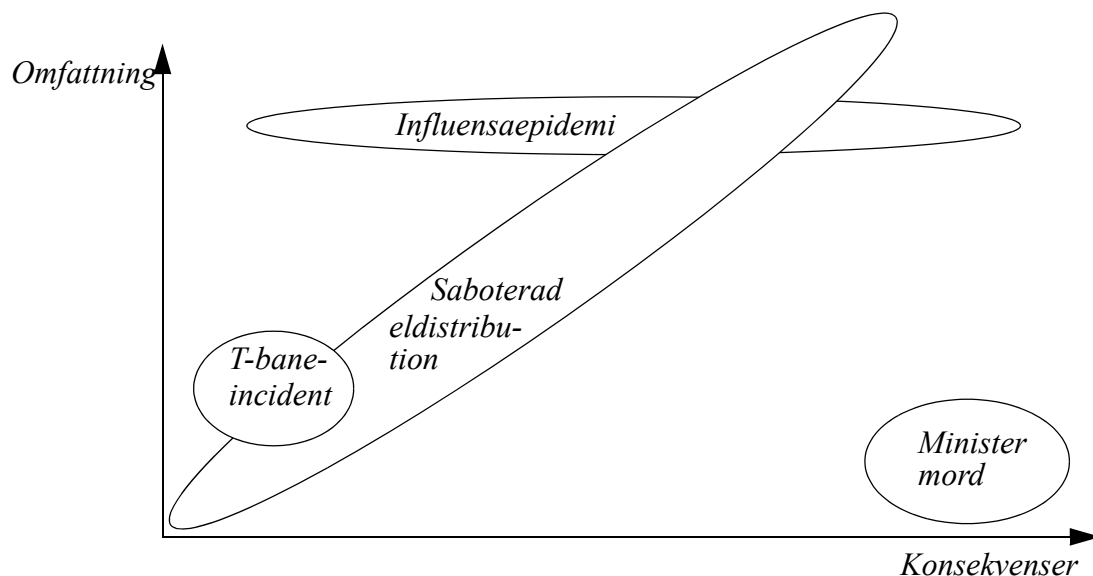 Omfattning
Influensaepidemi
Saboterad
eldistribu-
tion
T-bane-
incident
Minister
mord
Konsekvenser